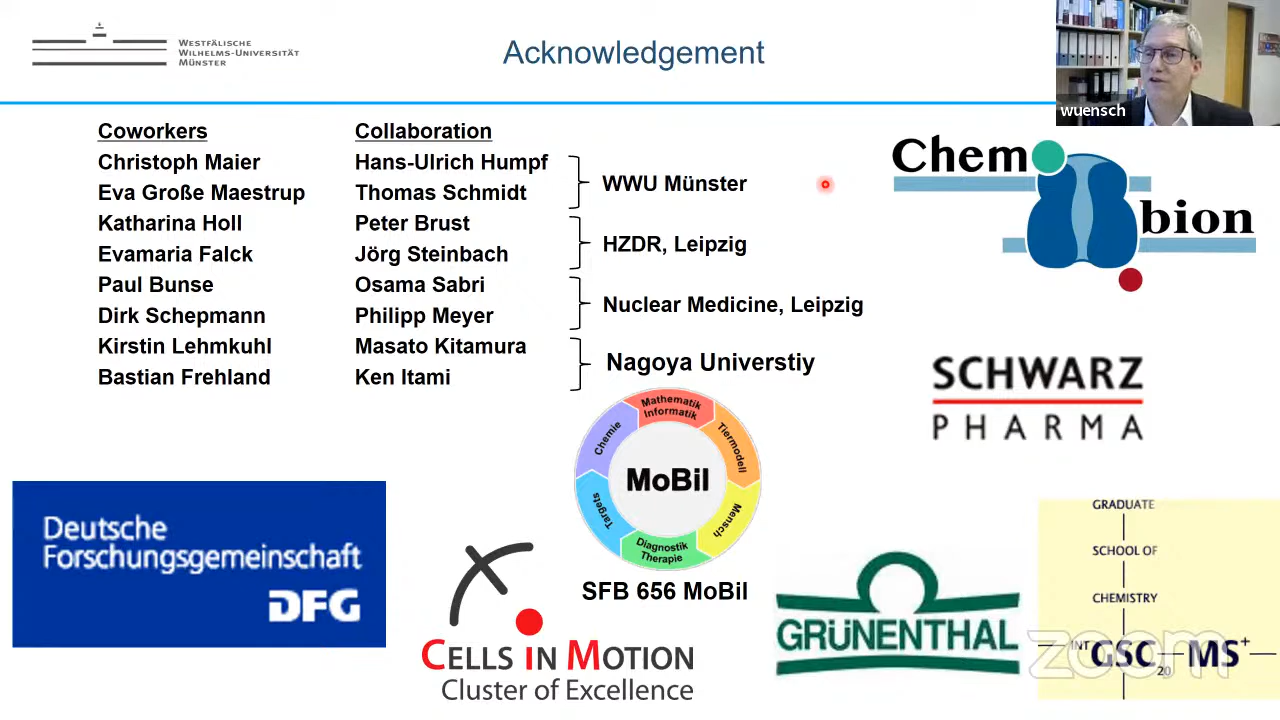 WESTFÄLISCHE
WILHELMS-UNIVERSITÄT
MÜNSTER
Acknowledgement
wuensch
Coworkers
Christoph Maier
Eva Große Maestrup
Katharina Holl
Evamaria Falck
Paul Bunse
Dirk Schepmann
Kirstin Lehmkuhl
Bastian Frehland
Collaboration
Hans-Ulrich Humpf
Thomas Schmidt
Peter Brust
Jörg Steinbach
Osama Sabri
Philipp Meyer
Masato Kitamura
Ken Itami
WWU Münster
HZDR, Leipzig
Nuclear Medicine, Leipzig
Nagoya Universtiy
Chem
bion
SCHWARZ
PHARMA
Mathematik
Informatik
Tiermodell
Mensch
Diagnostik
Therapie
Targets
Chemie
MoBil
SFB 656 MoBil
Deutsche
Forschungsgemeinschaft
DFG
CELLS IN MOTION
Cluster of Excellence
GRÜNENTHAL
GRADUATE
SCHOOL OF
CHEMISTRY
INT GSC MS+
20
zoom